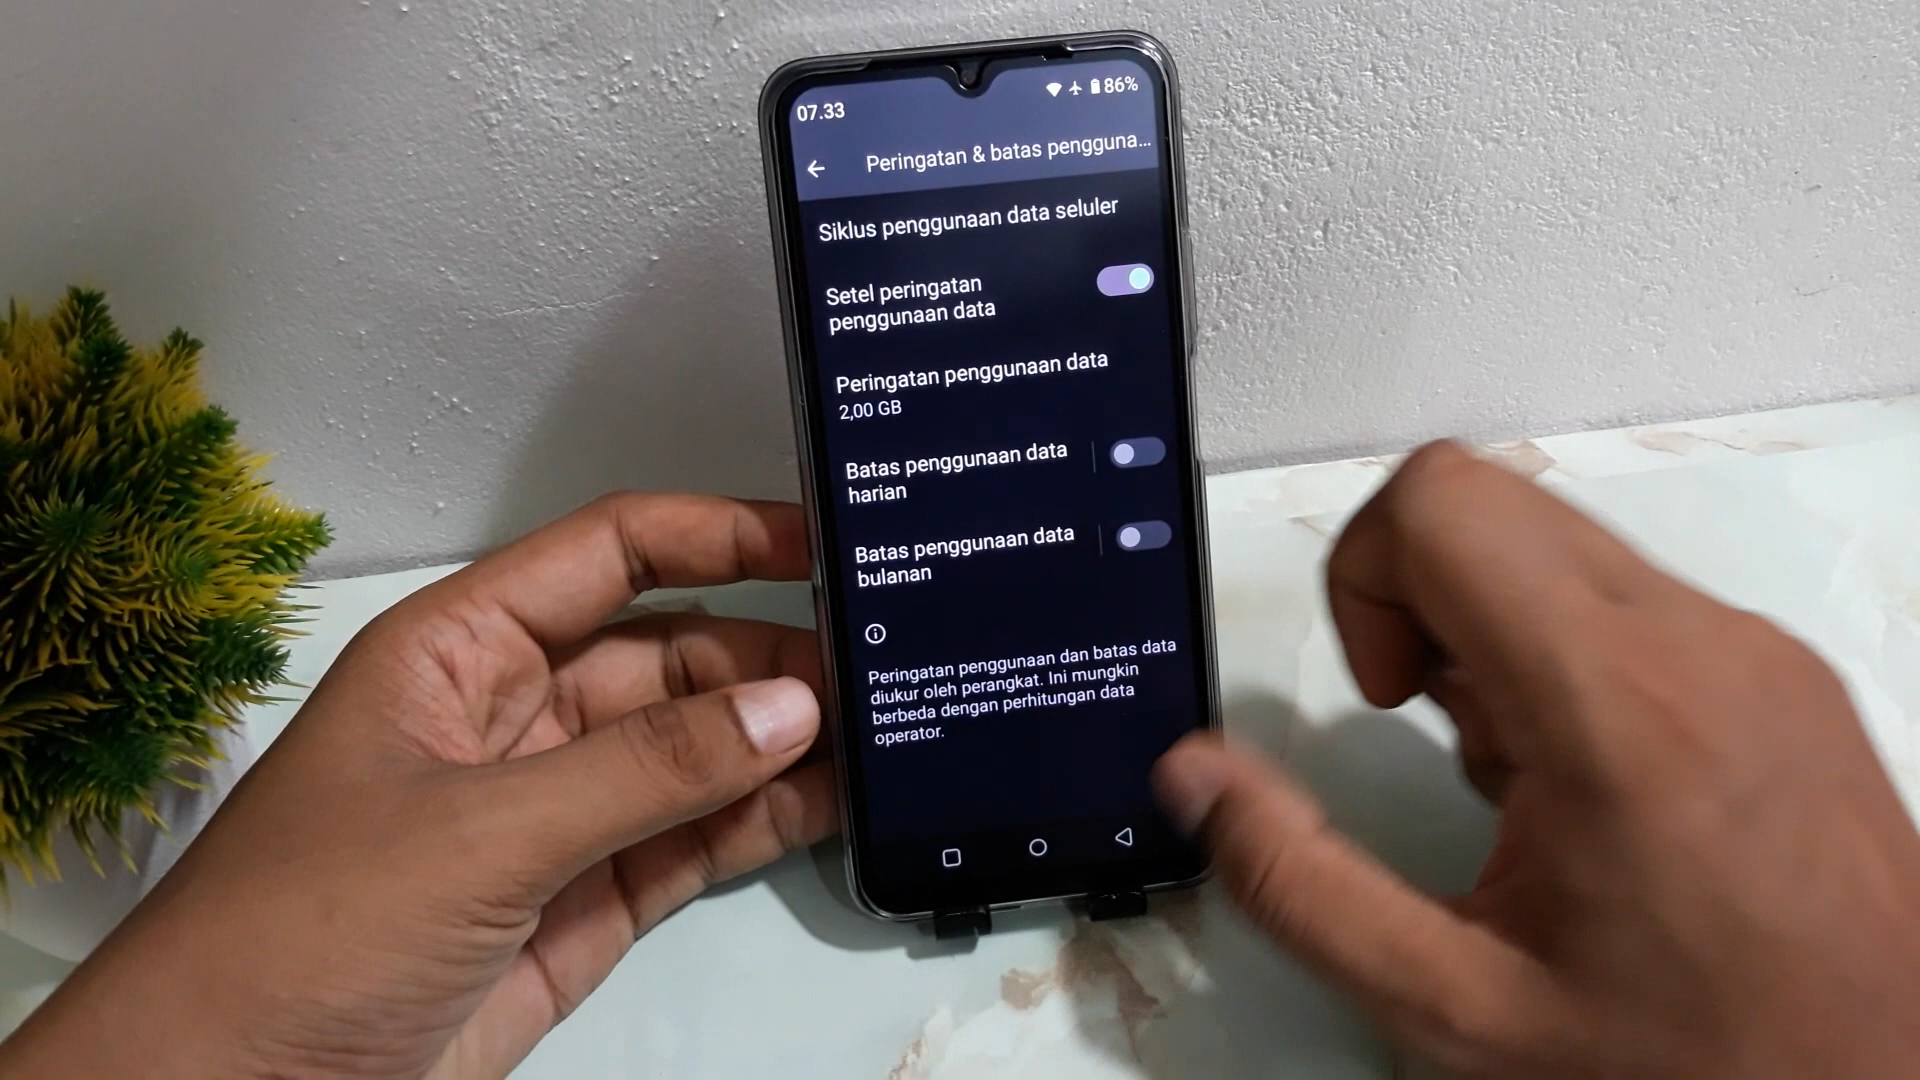 07.33
86%
Peringatan & batas pengguna...
Siklus penggunaan data seluler
Setel peringatan
penggunaan data
Peringatan penggunaan data
2,00 GB
Batas penggunaan data
harian
Batas penggunaan data
bulanan
Peringatan penggunaan dan batas data
diukur oleh perangkat. Ini mungkin
berbeda dengan perhitungan data
operator.